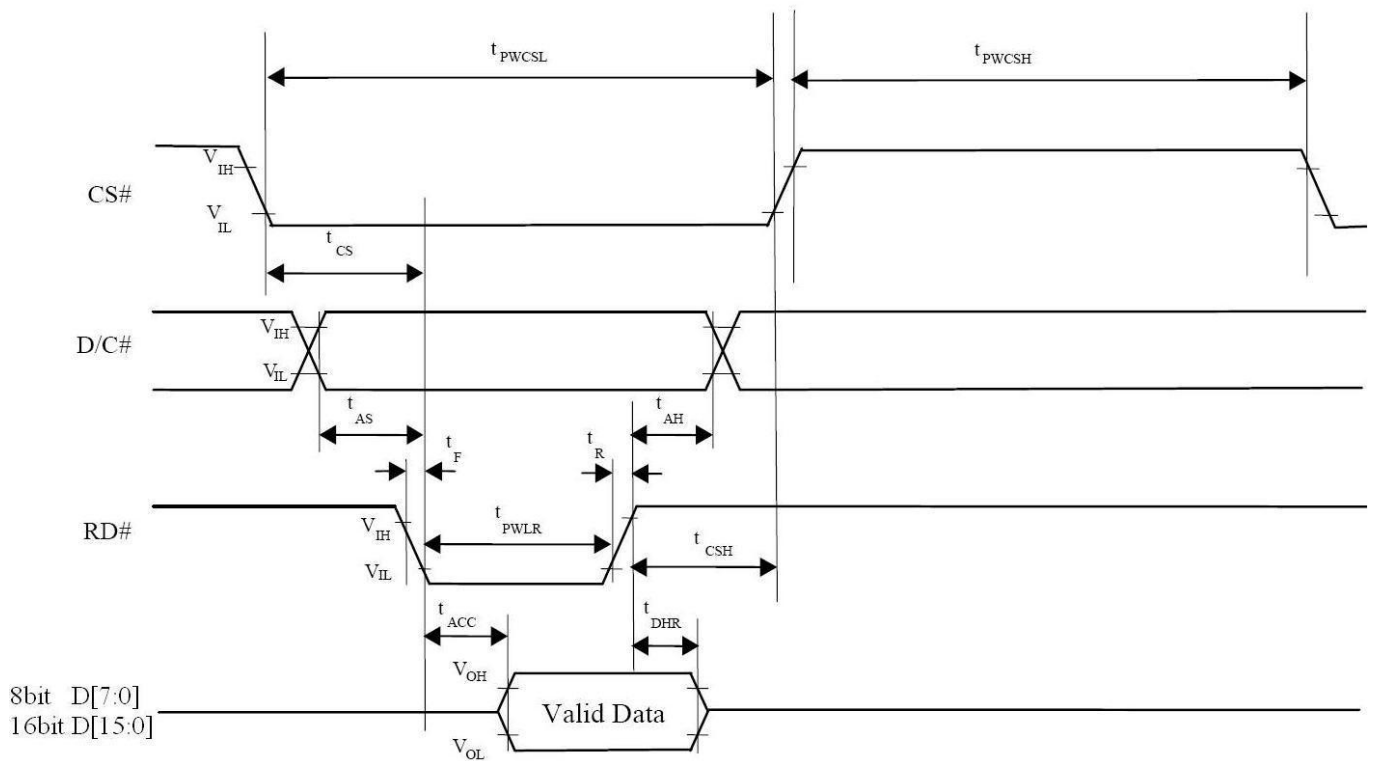 t PWCSL
t PWCSH
V IH
CS#
V IL
t CS
V IH
D/C#
V IL
t AS
t AH
t F
t R
V IH
t PWLR
RD#
t CSH
V IL
t ACC
t DHR
V OH
8bit D[7:0]
Valid Data
16bit D[15:0]
V OL